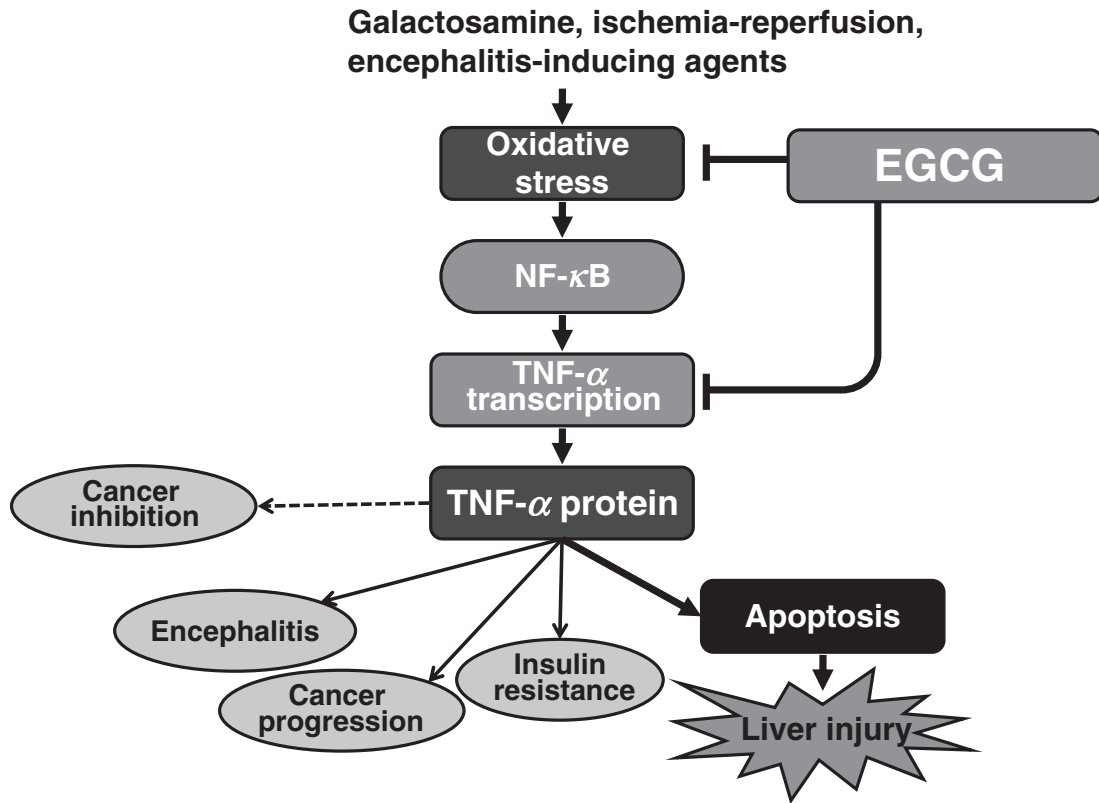 Galactosamine, ischemia-reperfusion,
encephalitis-inducing agents
Oxidative
stress
EGCG
NF-κB
TNF-α
transcription
TNF-α protein
Cancer
inhibition
Encephalitis
Cancer
progression
Insulin
resistance
Apoptosis
Liver injury